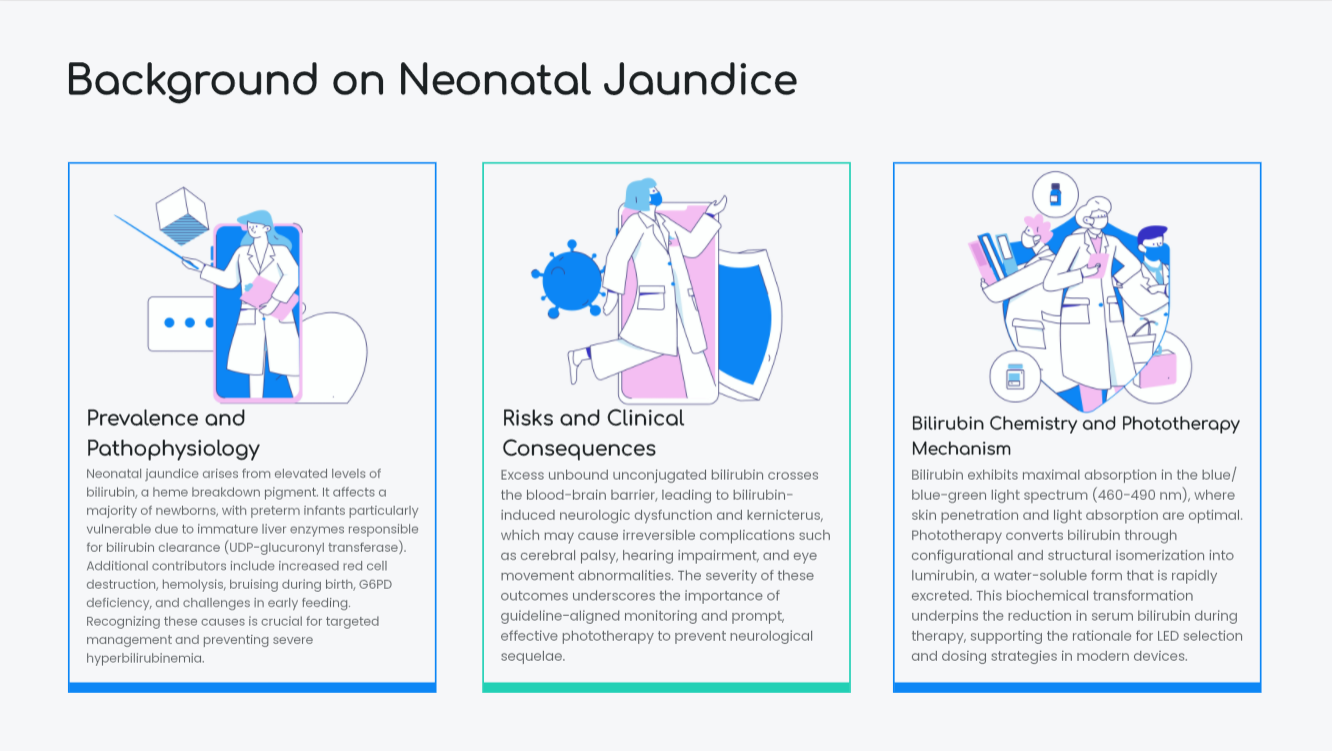 Background on Neonatal Jaundice
Prevalence and
Pathophysiology
Neonatal jaundice arises from elevated levels of
bilirubin, a heme breakdown pigment. It affects a
majority of newborns, with preterm infants particularly
vulnerable due to immature liver enzymes responsible
for bilirubin clearance (UDP-glucuronyl transferase).
Additional contributors include increased red cell
destruction, hemolysis, bruising during birth, G6PD
deficiency, and challenges in early feeding.
Recognizing these causes is crucial for targeted
management and preventing severe
hyperbilirubinemia.
Risks and Clinical
Consequences
Excess unbound unconjugated bilirubin crosses
the blood-brain barrier, leading to bilirubin-
induced neurologic dysfunction and kernicterus,
which may cause irreversible complications such
as cerebral palsy, hearing impairment, and eye
movement abnormalities. The severity of these
outcomes underscores the importance of
guideline-aligned monitoring and prompt,
effective phototherapy to prevent neurological
sequelae.
Bilirubin Chemistry and Phototherapy
Mechanism
Bilirubin exhibits maximal absorption in the blue/
blue-green light spectrum (460-490 nm), where
skin penetration and light absorption are optimal.
Phototherapy converts bilirubin through
configurational and structural isomerization into
lumirubin, a water-soluble form that is rapidly
excreted. This biochemical transformation
underpins the reduction in serum bilirubin during
therapy, supporting the rationale for LED selection
and dosing strategies in modern devices.